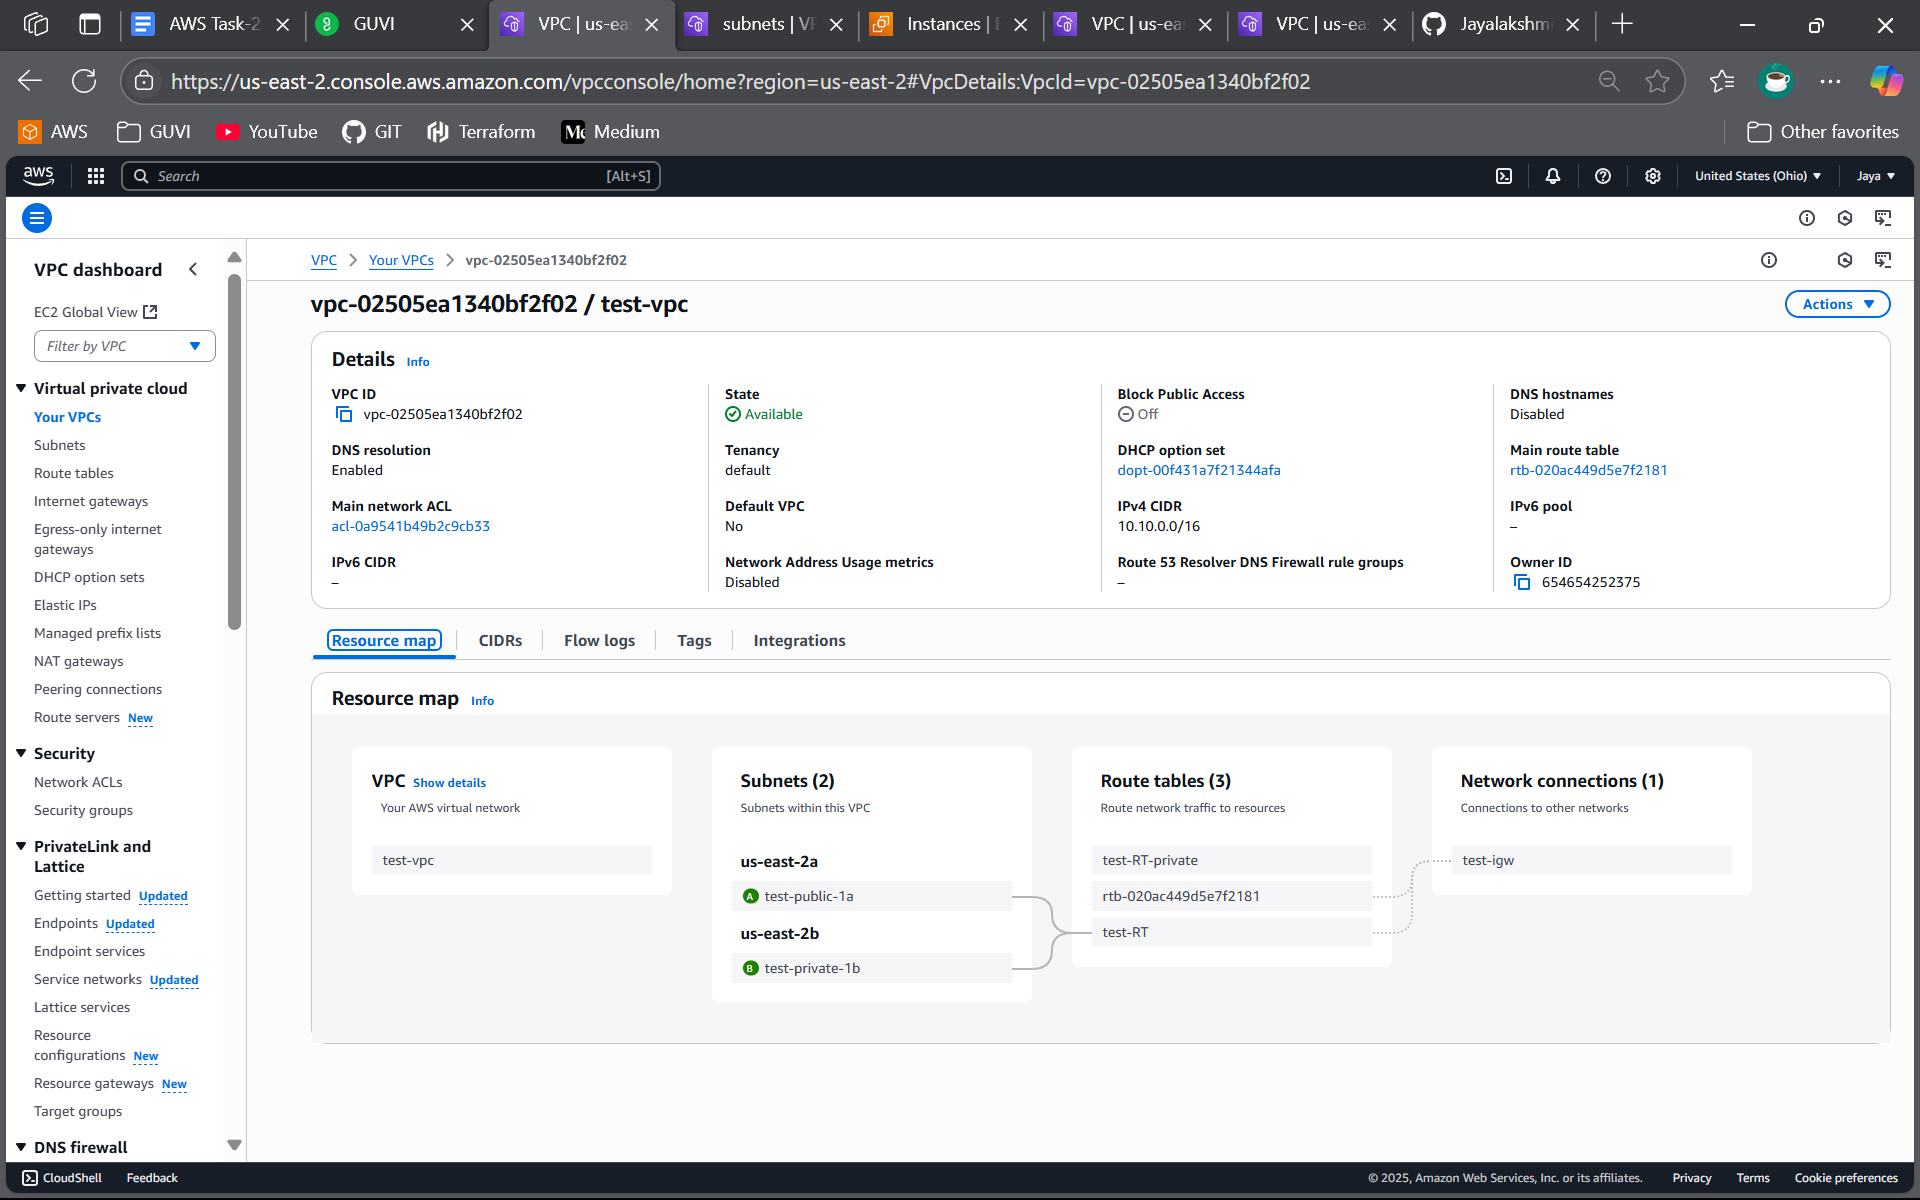 AWS Task-2
GUVI
VPC | us-ea
subnets | VP
Instances | E
VPC | us-ea
VPC | us-ea
Jayalakshmi
https://us-east-2.console.aws.amazon.com/vpcconsole/home?region=us-east-2#VpcDetails:VpcId=vpc-02505ea1340bf2f02
AWS
GUVI
YouTube
GIT
Terraform
Medium
Other favorites
aws
Search
[Alt+S]
United States (Ohio)
Jaya
VPC dashboard
EC2 Global View
Filter by VPC
Virtual private cloud
Your VPCs
Subnets
Route tables
Internet gateways
Egress-only internet
gateways
DHCP option sets
Elastic IPs
Managed prefix lists
NAT gateways
Peering connections
Route servers New
Security
Network ACLs
Security groups
PrivateLink and
Lattice
Getting started Updated
Endpoints Updated
Endpoint services
Service networks Updated
Lattice services
Resource
configurations New
Resource gateways New
Target groups
DNS firewall
VPC > Your VPCs > vpc-02505ea1340bf2f02
vpc-02505ea1340bf2f02 / test-vpc
Actions
Details Info
VPC ID
vpc-02505ea1340bf2f02
State
Available
Block Public Access
Off
DNS hostnames
Disabled
DNS resolution
Enabled
Tenancy
default
DHCP option set
dopt-00f431a7f21344afa
Main route table
rtb-020ac449d5e7f2181
Main network ACL
acl-0a9541b49b2c9cb33
Default VPC
No
IPv4 CIDR
10.10.0.0/16
IPv6 pool
–
IPv6 CIDR
–
Network Address Usage metrics
Disabled
Route 53 Resolver DNS Firewall rule groups
–
Owner ID
654654252375
Resource map
CIDRs
Flow logs
Tags
Integrations
Resource map Info
VPC Show details
Your AWS virtual network
test-vpc
Subnets (2)
Subnets within this VPC
us-east-2a
A test-public-1a
us-east-2b
B test-private-1b
Route tables (3)
Route network traffic to resources
test-RT-private
rtb-020ac449d5e7f2181
test-RT
Network connections (1)
Connections to other networks
test-igw
CloudShell
Feedback
© 2025, Amazon Web Services, Inc. or its affiliates.
Privacy
Terms
Cookie preferences